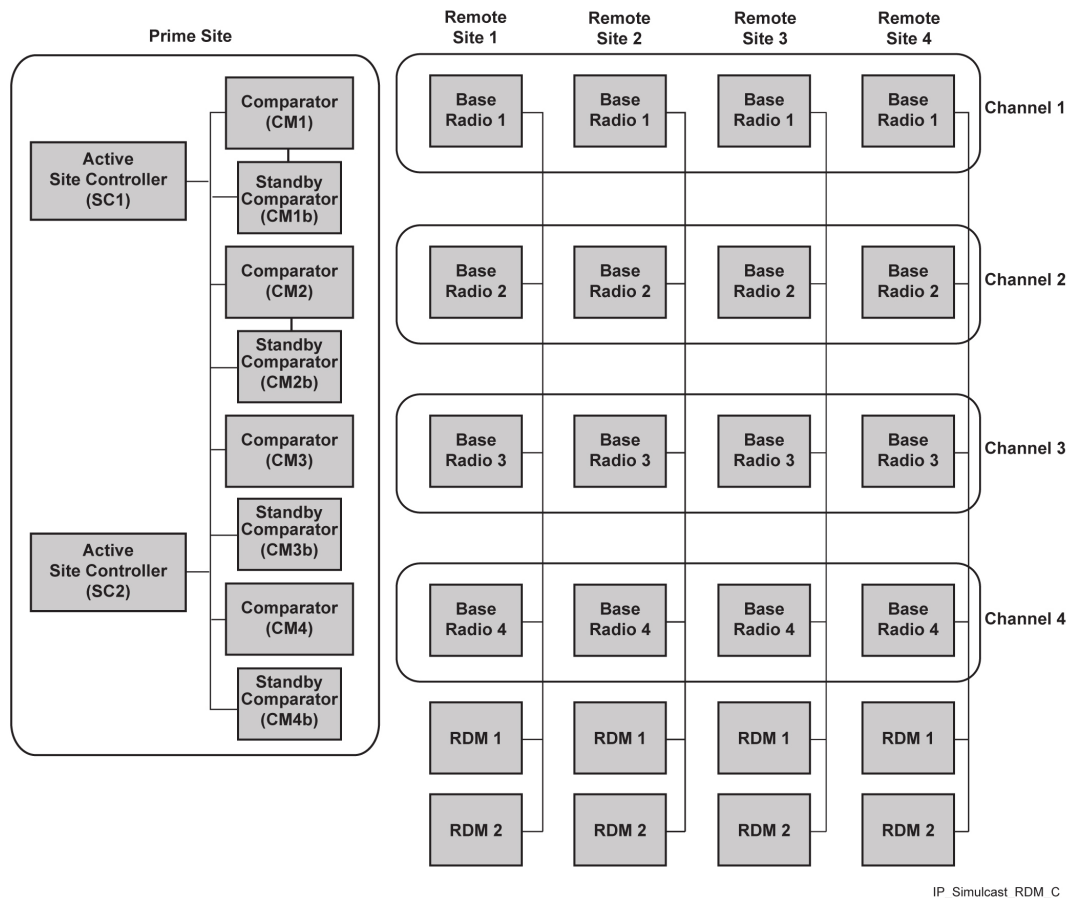 Prime Site
Remote
Site 1
Remote
Site 2
Remote
Site 3
Remote
Site 4
Active
Site Controller
(SC1)
Active
Site Controller
(SC2)
Comparator
(CM1)
Standby
Comparator
(CM1b)
Comparator
(CM2)
Standby
Comparator
(CM2b)
Comparator
(CM3)
Standby
Comparator
(CM3b)
Comparator
(CM4)
Standby
Comparator
(CM4b)
Base
Radio 1
Base
Radio 1
Base
Radio 1
Base
Radio 1
Channel 1
Base
Radio 2
Base
Radio 2
Base
Radio 2
Base
Radio 2
Channel 2
Base
Radio 3
Base
Radio 3
Base
Radio 3
Base
Radio 3
Channel 3
Base
Radio 4
Base
Radio 4
Base
Radio 4
Base
Radio 4
Channel 4
RDM 1
RDM 1
RDM 1
RDM 1
RDM 2
RDM 2
RDM 2
RDM 2
IP_Simulcast_RDM_C